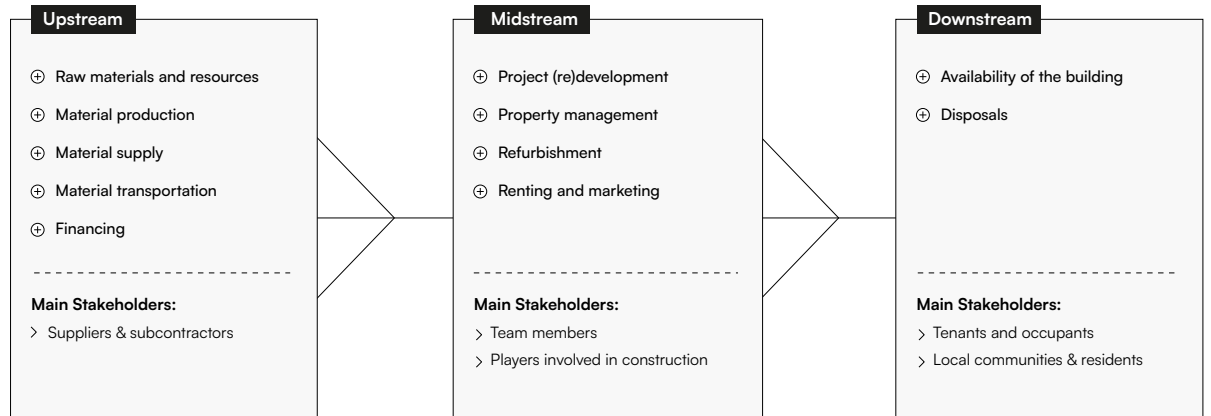 Upstream
Raw materials and resources
Material production
Material supply
Material transportation
Financing
Main Stakeholders:
Suppliers & subcontractors
Midstream
Project (re)development
Property management
Refurbishment
Renting and marketing
Main Stakeholders:
Team members
Players involved in construction
Downstream
Availability of the building
Disposals
Main Stakeholders:
Tenants and occupants
Local communities & residents